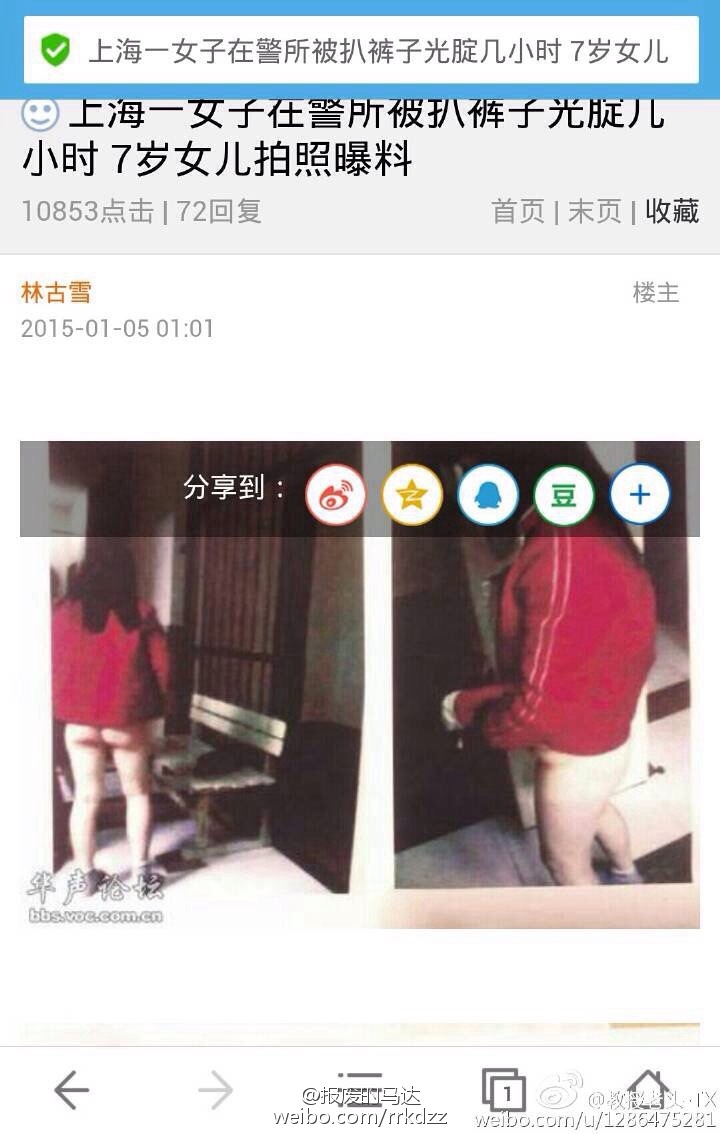 上海一女子在警所被扒裤子光腚几小时 7岁女儿
上海一女子在警所被扒裤子光腚几
小时 7岁女儿拍照曝料
10853点击 | 72回复
首页 | 末页 | 收藏
林古雪
楼主
2015-01-05 01:01
分享到：
豆
华声论坛
bbs.voc.com.cn
1
@报废的马达
weibo.com/rrkdzz
@教授老头-TX
weibo.com/u/1286475281